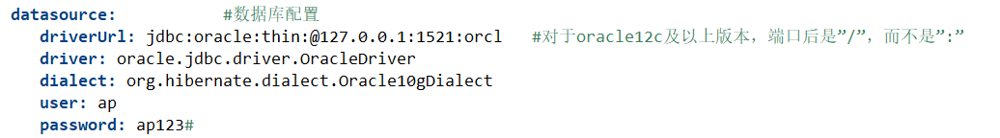 datasource: #数据库配置
driverUrl: jdbc:oracle:thin:@127.0.0.1:1521:orcl #对于oracle12c及以上版本，端口后是”/”，而不是”:”
driver: oracle.jdbc.driver.OracleDriver
dialect: org.hibernate.dialect.Oracle10gDialect
user: ap
password: ap123#